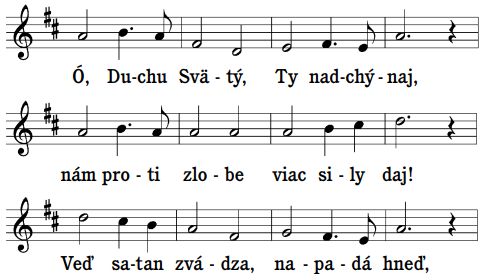 Ó, Du-chu Svä-tý, Ty nad-chý-naj,
nám pro-ti zlo-be viac si-ly daj!
Veď sa-tan zvá-dza, na-pa-dá hneď,